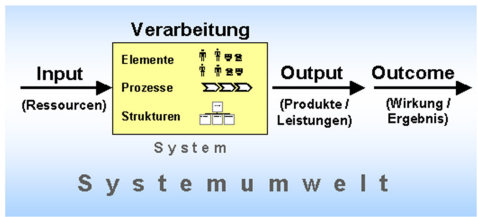 Verarbeitung
Elemente
Input
Prozesse
Output
Outcome
(Ressourcen)
(Produkte /
Leistungen)
(Wirkung /
Ergebnis)
Strukturen
System
Systemumwelt